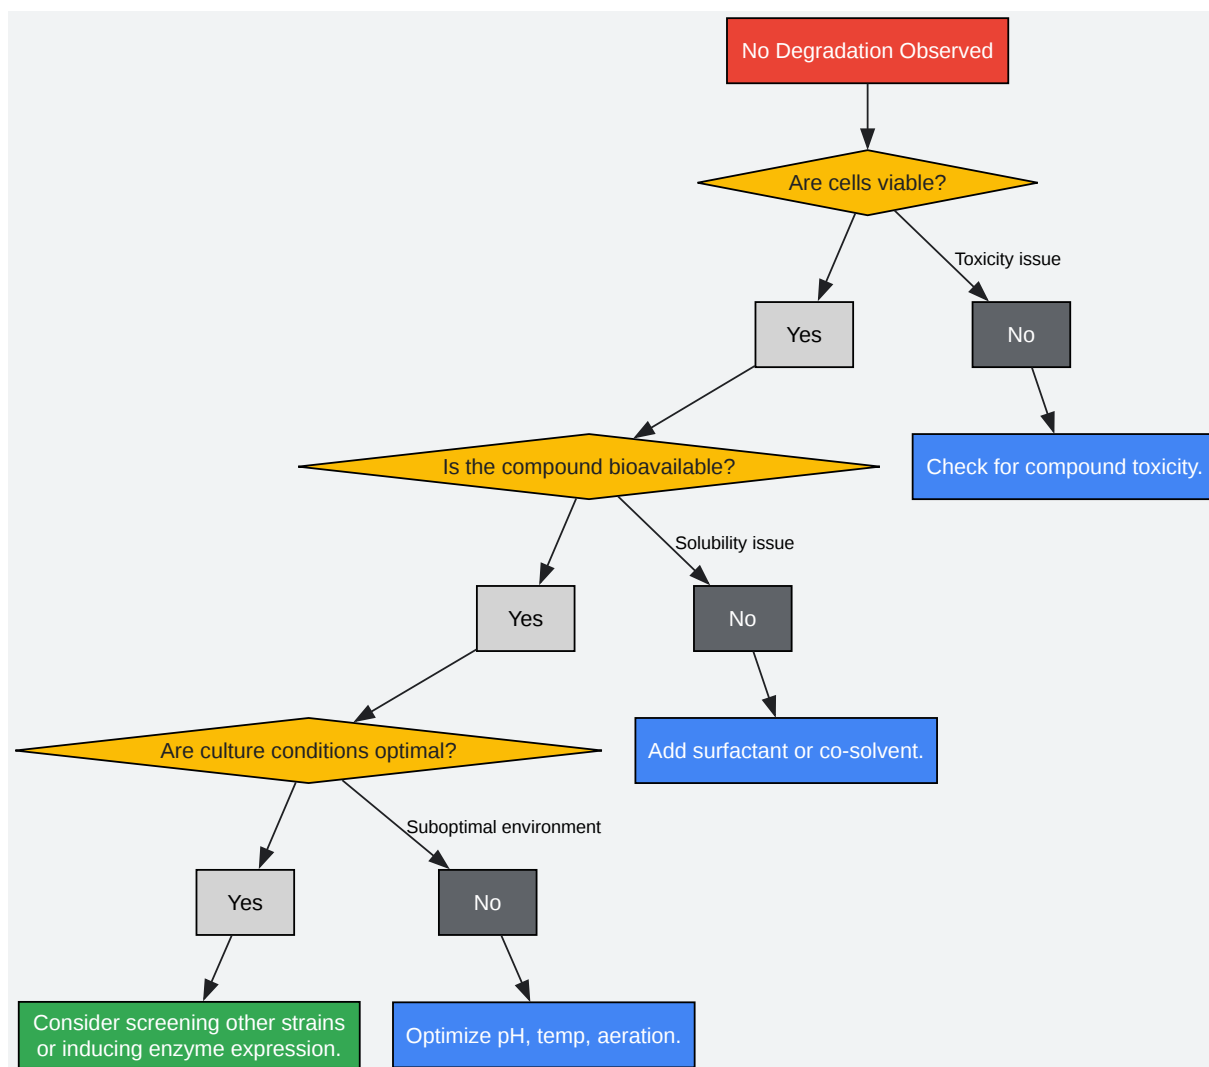 No Degradation Observed
Are cells viable?
Toxicity issue
Yes
No
Is the compound bioavailable?
Check for compound toxicity.
Solubility issue
Yes
No
Are culture conditions optimal?
Add surfactant or co-solvent.
Suboptimal environment
Yes
No
Consider screening other strains
or inducing enzyme expression.
Optimize pH, temp, aeration.